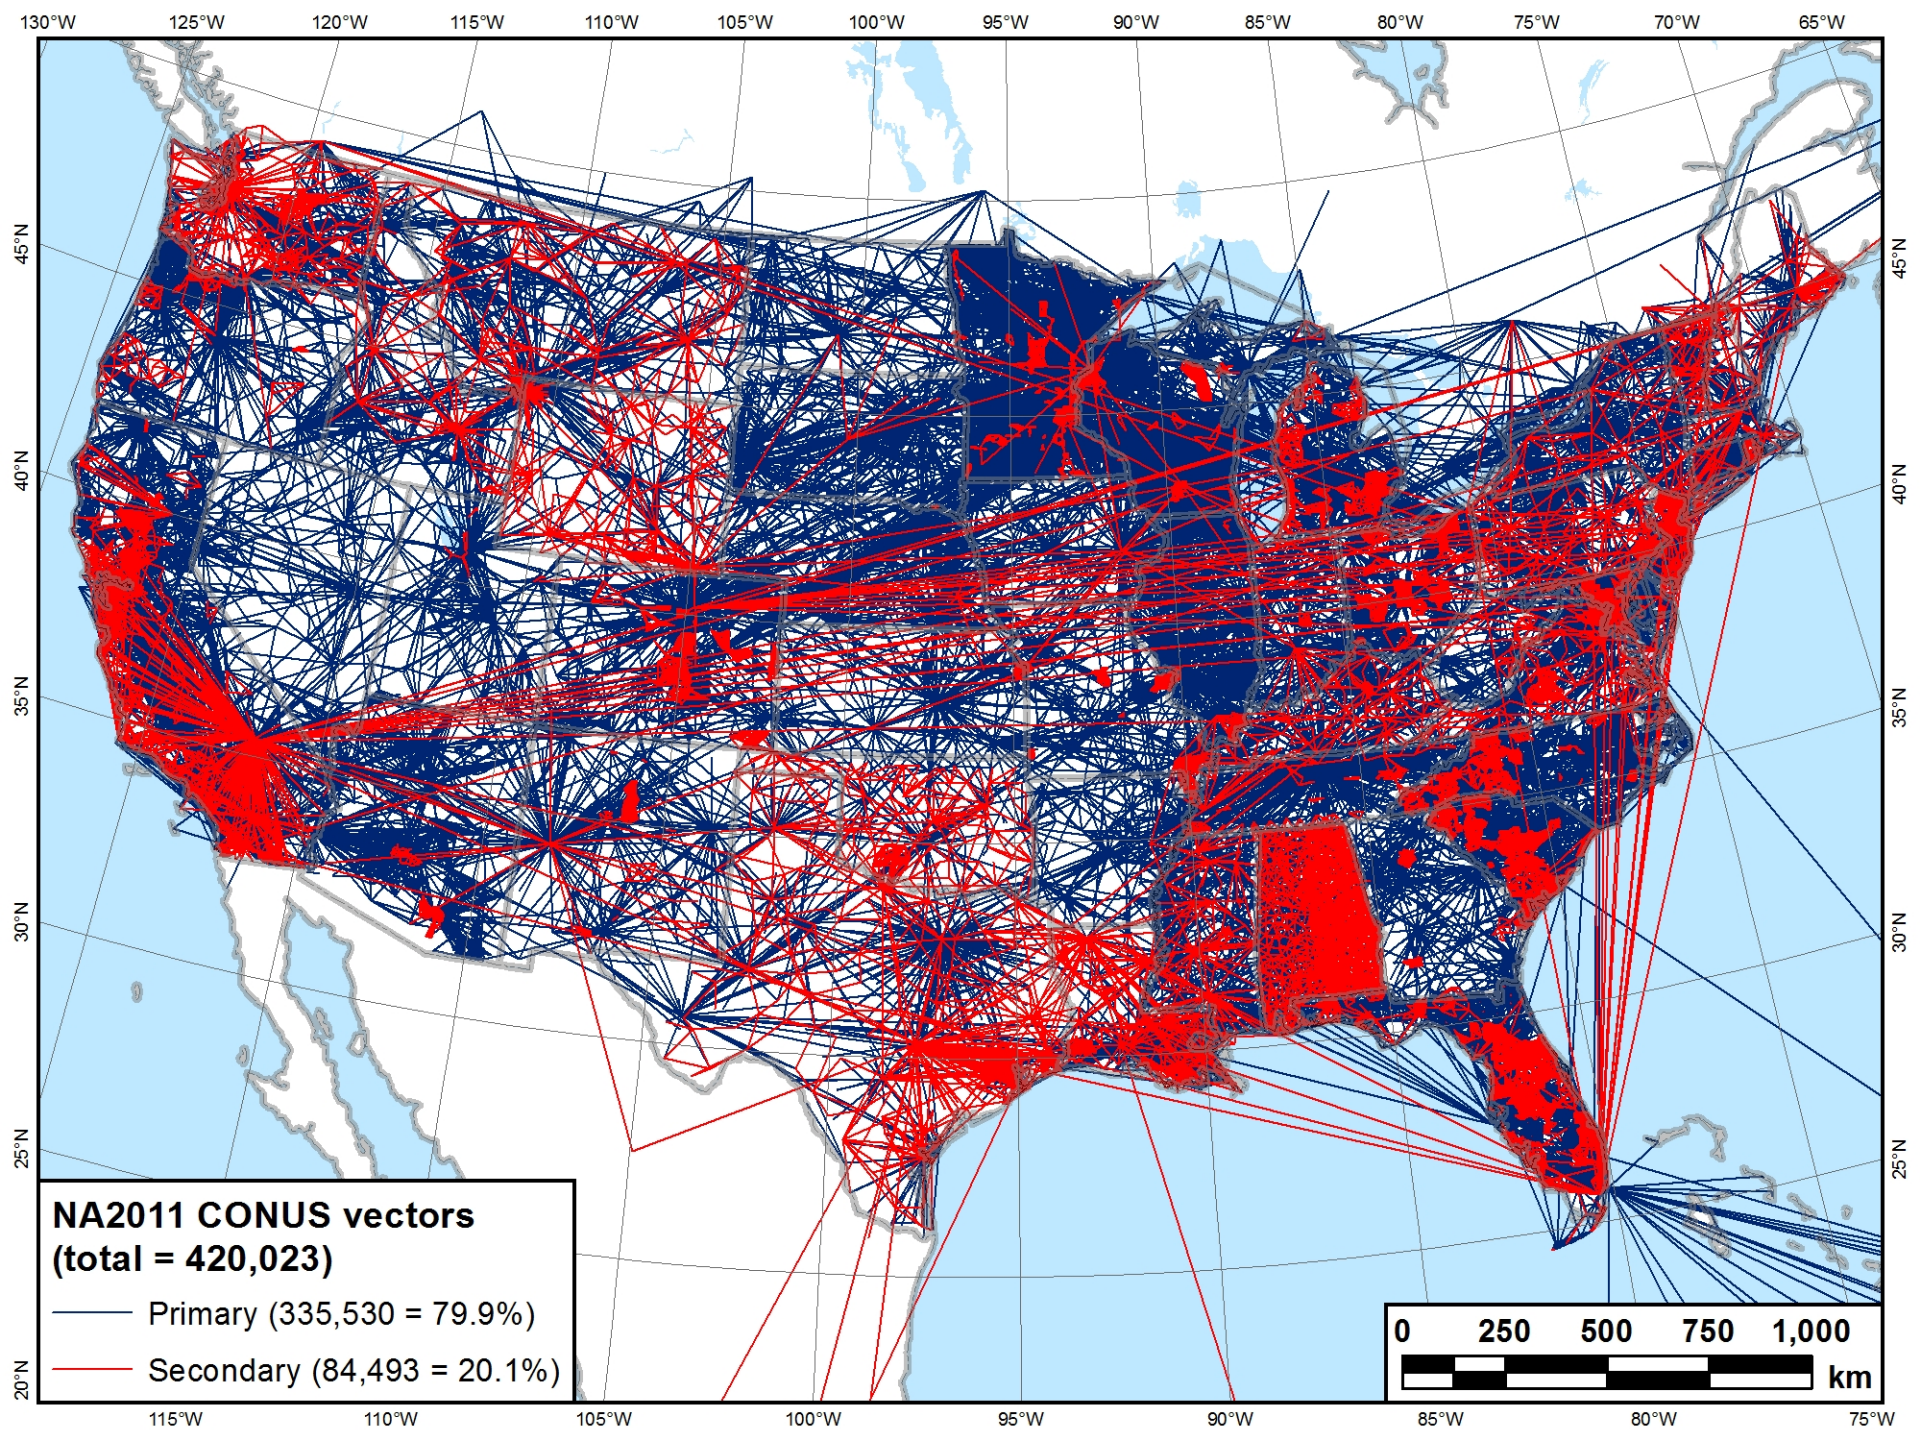 130°W 125°W 120°W 115°W 110°W 105°W 100°W 95°W 90°W 85°W 80°W 75°W 70°W 65°W
45°N 45°N
40°N 40°N
35°N 35°N
30°N 30°N
25°N 25°N
20°N
NA2011 CONUS vectors
(total = 420,023)
Primary (335,530 = 79.9%)
Secondary (84,493 = 20.1%)
0 250 500 750 1,000
km
115°W 110°W 105°W 100°W 95°W 90°W 85°W 80°W 75°W